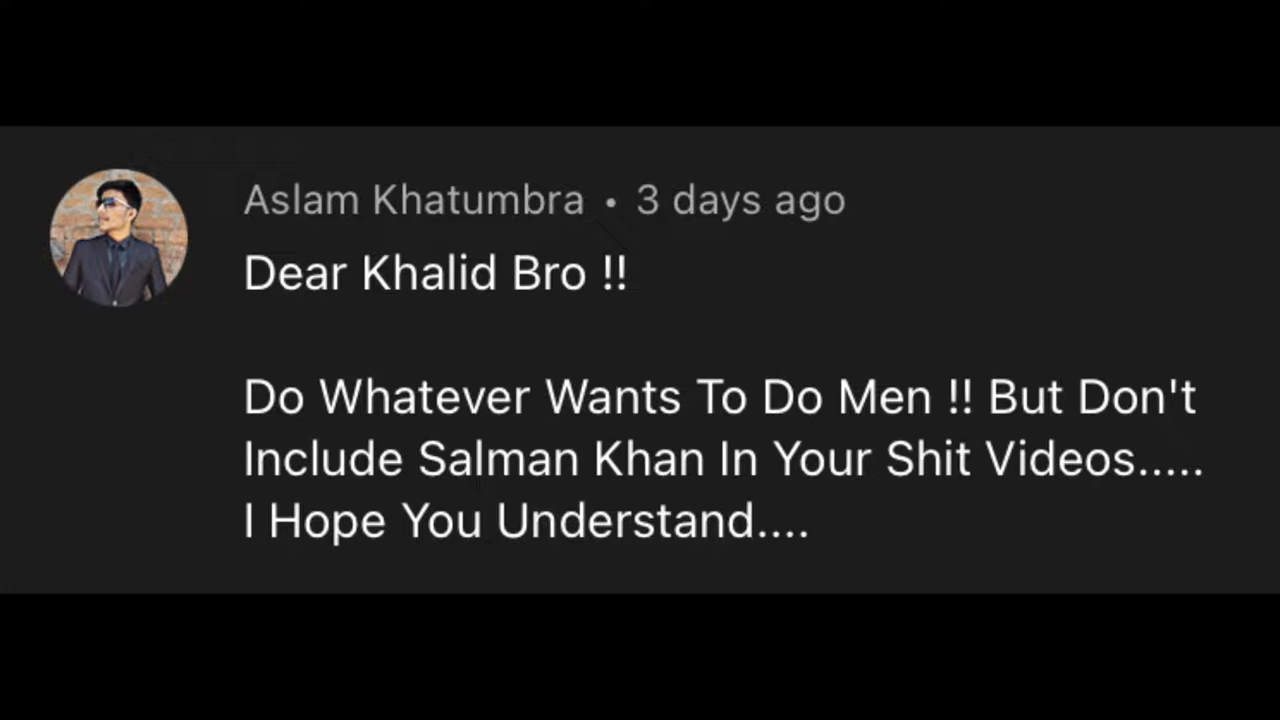 Aslam Khatumbra • 3 days ago
Dear Khalid Bro !!
Do Whatever Wants To Do Men !! But Don't
Include Salman Khan In Your Shit Videos.....
I Hope You Understand....